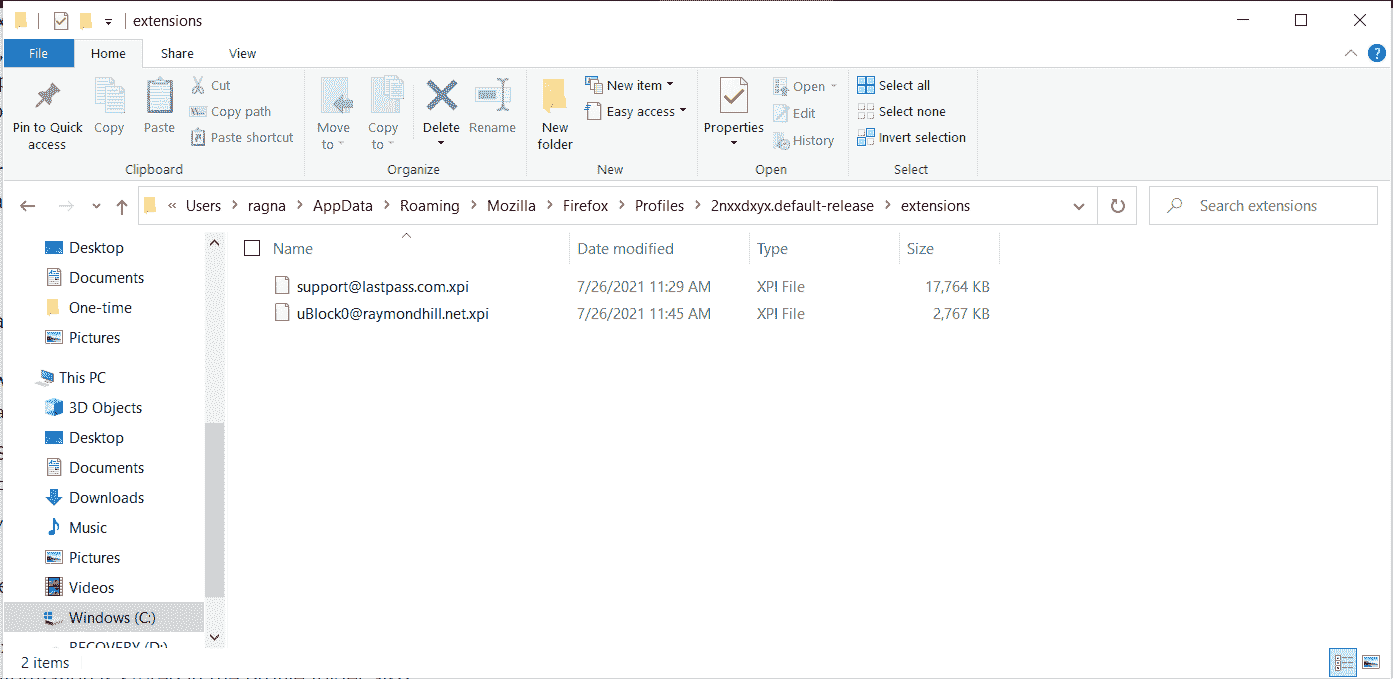 extensions
File Home Share View
Pin to Quick access
Copy
Paste
Cut
Copy path
Paste shortcut
Clipboard
Move to
Copy to
Delete
Rename
Organize
New folder
New item
Easy access
New
Properties
Open
Edit
History
Open
Select all
Select none
Invert selection
Select
« Users > ragna > AppData > Roaming > Mozilla > Firefox > Profiles > 2nxxdxyx.default-release > extensions
Search extensions
Desktop
Documents
One-time
Pictures
This PC
3D Objects
Desktop
Documents
Downloads
Music
Pictures
Videos
Windows (C:)
RECOVERY (D:)
Name Date modified Type Size
support@lastpass.com.xpi 7/26/2021 11:29 AM XPI File 17,764 KB
uBlock0@raymondhill.net.xpi 7/26/2021 11:45 AM XPI File 2,767 KB
2 items